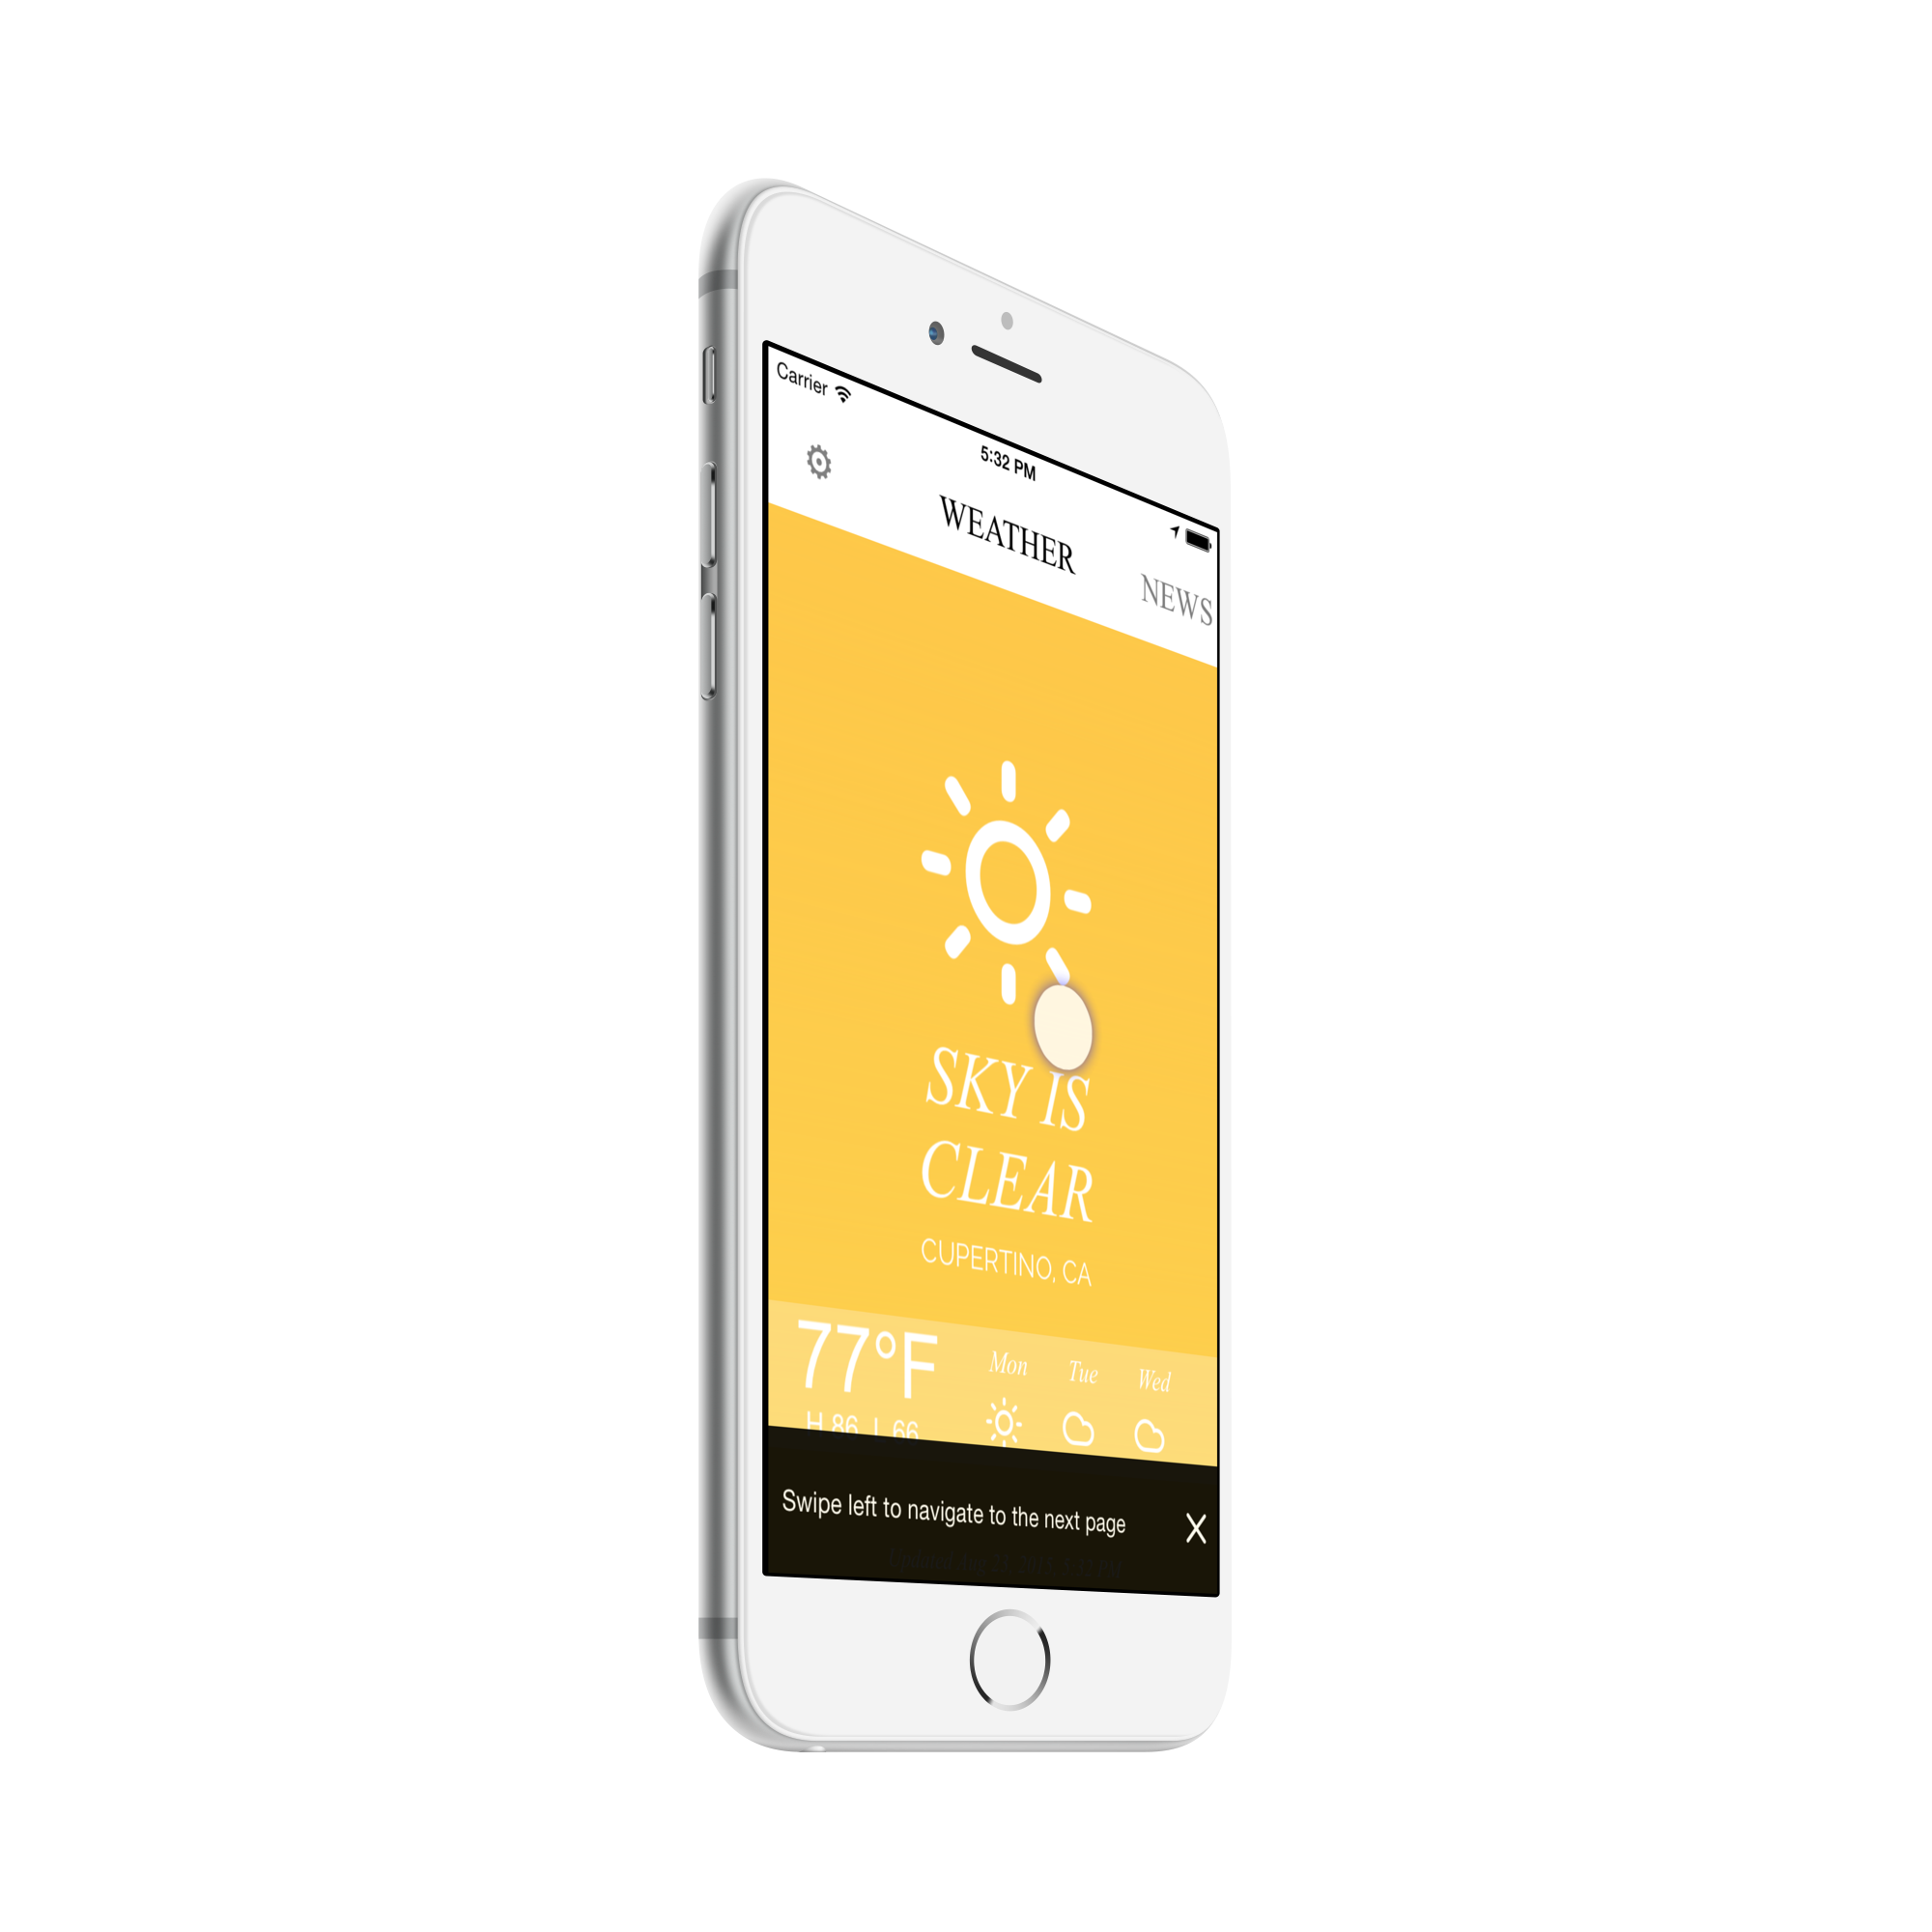 Carrier
5:32 PM
WEATHER
NEWS
SKY IS
CLEAR
CUPERTINO, CA
77°F
Mon Tue Wed
H 86 L 66
Swipe left to navigate to the next page